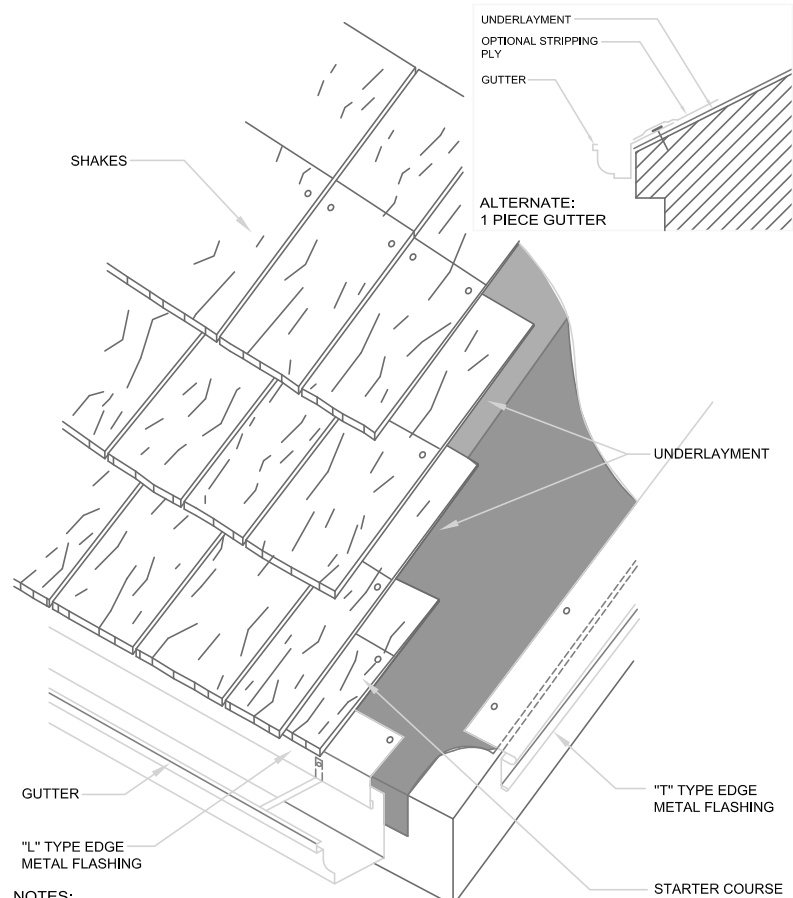 UNDERLAYMENT
OPTIONAL STRIPPING
PLY
GUTTER
ALTERNATE:
1 PIECE GUTTER
SHAKES
UNDERLAYMENT
GUTTER
"L" TYPE EDGE
METAL FLASHING
"T" TYPE EDGE
METAL FLASHING
STARTER COURSE
NOTES: